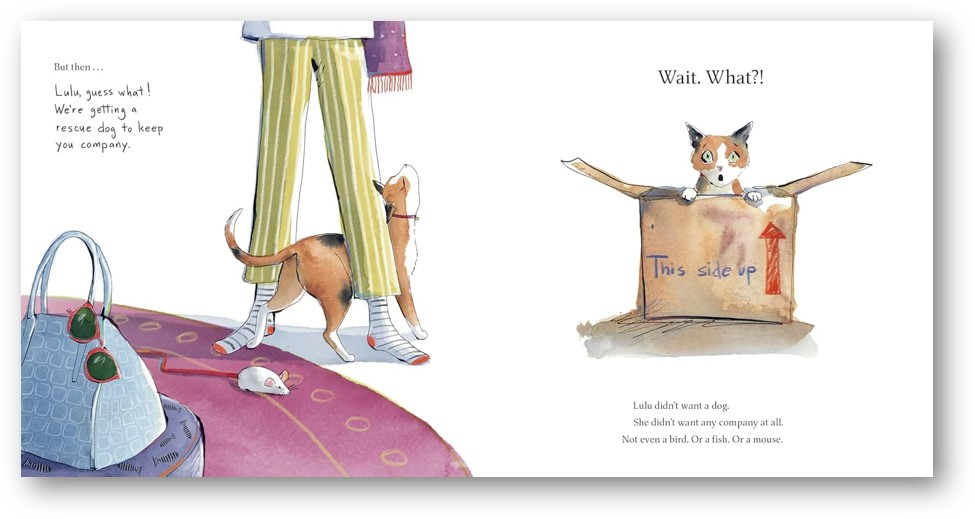 But then . . .
Lulu, guess what!
We're getting a
rescue dog to keep
you company.
Wait. What?!
This side up
Lulu didn't want a dog.
She didn't want any company at all.
Not even a bird. Or a fish. Or a mouse.